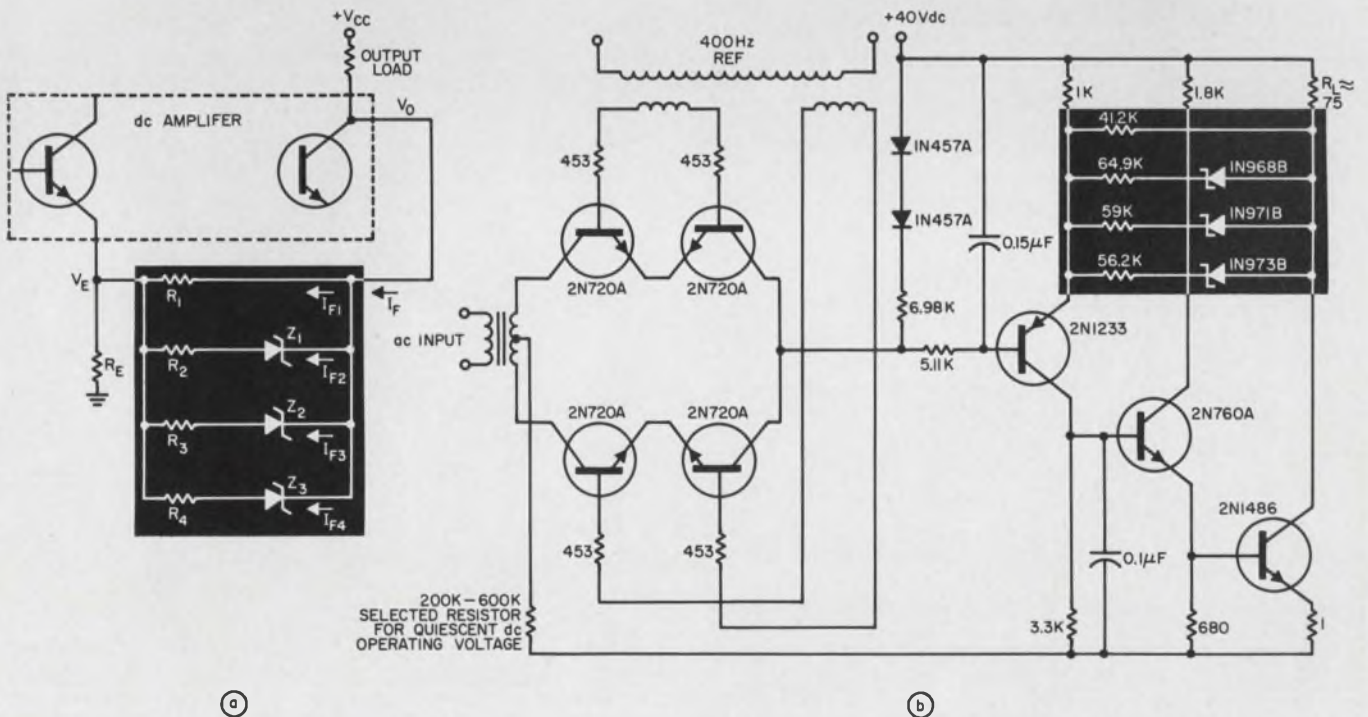 +VCC
OUTPUT
LOAD
dc AMPLIFER
VO
VE
RE
R1
IF1
IF
R2
Z1
IF2
R3
Z2
IF3
R4
Z3
IF4
a
400Hz
REF
+40Vdc
453
453
2N720A
2N720A
ac INPUT
2N720A
2N720A
453
453
200K–600K
SELECTED RESISTOR
FOR QUIESCENT dc
OPERATING VOLTAGE
IN457A
IN457A
0.15μF
6.98K
5.11K
1K
1.8K
RL≈
75
41.2K
64.9K
IN968B
59K
IN971B
56.2K
IN973B
2N1233
2N760A
2N1486
0.1μF
3.3K
680
1
b